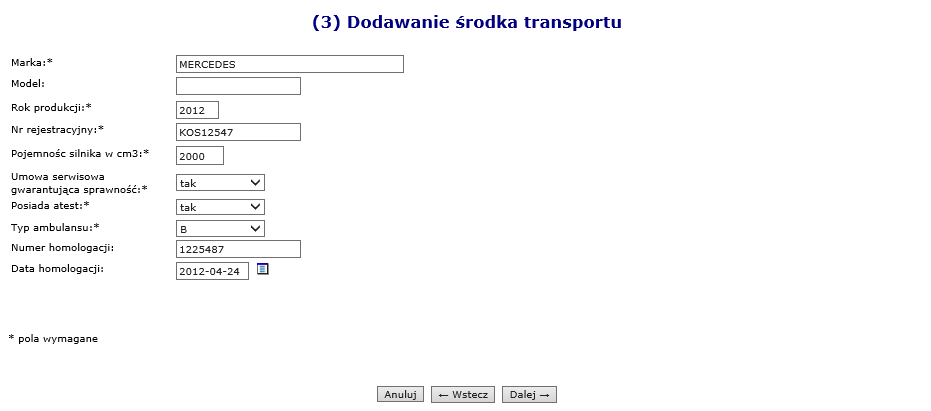 (3) Dodawanie środka transportu
Marka:* MERCEDES
Model:
Rok produkcji:* 2012
Nr rejestracyjny:* KOS12547
Pojemnośc silnika w cm3:* 2000
Umowa serwisowa
gwarantująca sprawność:* tak
Posiada atest:* tak
Typ ambulansu:* B
Numer homologacji: 1225487
Data homologacji: 2012-04-24
* pola wymagane
Anuluj ← Wstecz Dalej →